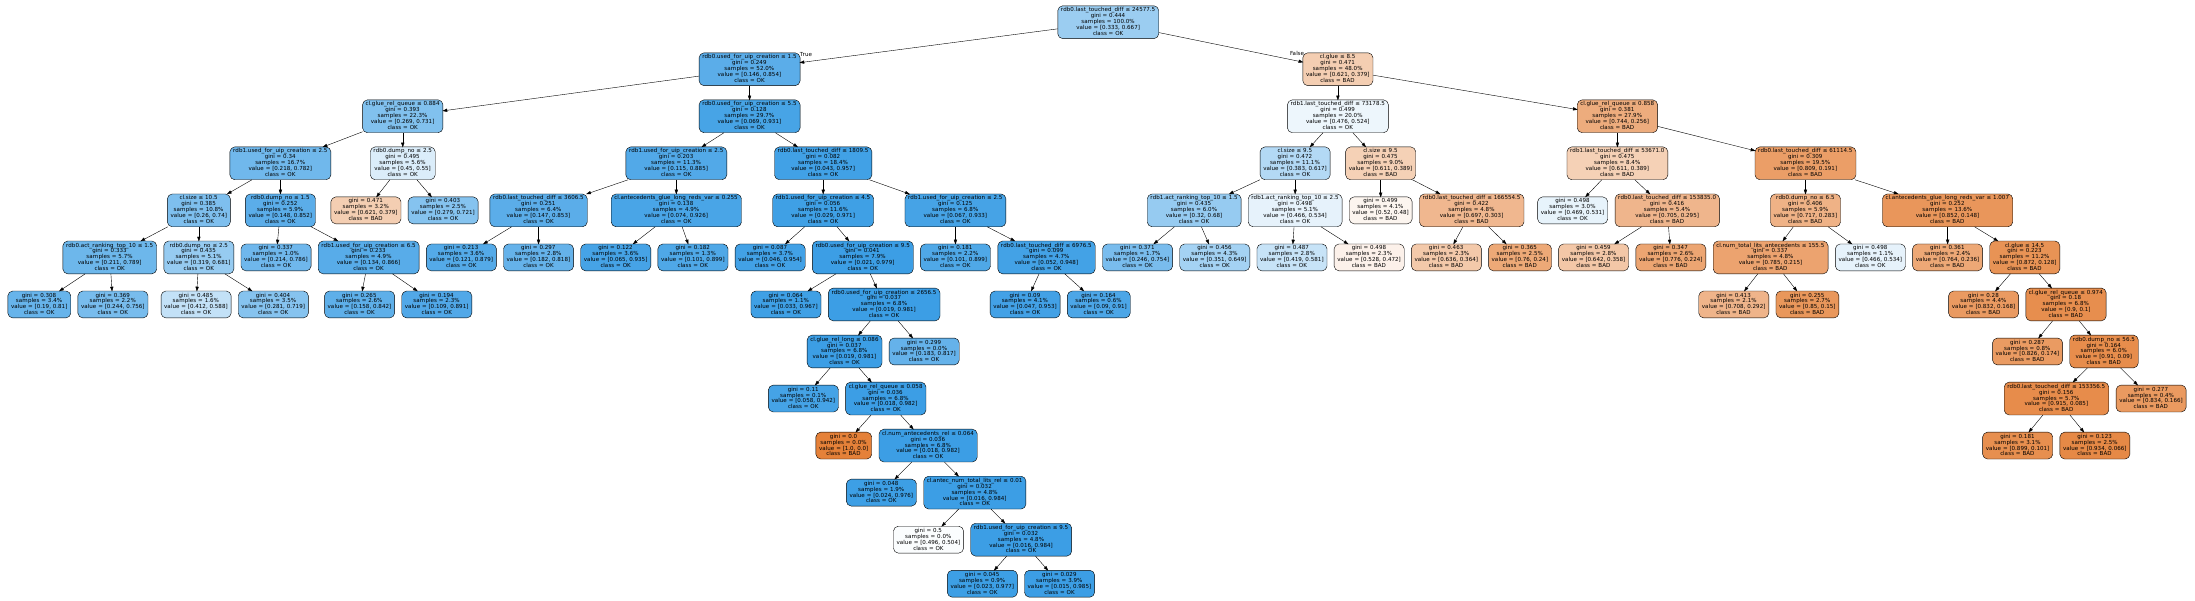 rdb0.last_touched_diff ≤ 24577.5
gini = 0.444
samples = 100.0%
value = [0.333, 0.667]
class = OK
True
False
rdb0.used_for_uip_creation ≤ 1.5
gini = 0.249
samples = 52.0%
value = [0.146, 0.854]
class = OK
cl.glue ≤ 8.5
gini = 0.471
samples = 48.0%
value = [0.621, 0.379]
class = BAD
cl.glue_rel_queue ≤ 0.884
gini = 0.393
samples = 22.3%
value = [0.269, 0.731]
class = OK
rdb0.used_for_uip_creation ≤ 5.5
gini = 0.128
samples = 29.7%
value = [0.069, 0.931]
class = OK
rdb1.last_touched_diff ≤ 73178.5
gini = 0.499
samples = 20.0%
value = [0.476, 0.524]
class = OK
cl.glue_rel_queue ≤ 0.858
gini = 0.381
samples = 27.9%
value = [0.744, 0.256]
class = BAD
rdb1.used_for_uip_creation ≤ 2.5
gini = 0.34
samples = 16.7%
value = [0.218, 0.782]
class = OK
rdb0.dump_no ≤ 2.5
gini = 0.495
samples = 5.6%
value = [0.45, 0.55]
class = OK
rdb1.used_for_uip_creation ≤ 2.5
gini = 0.203
samples = 11.3%
value = [0.115, 0.885]
class = OK
rdb0.last_touched_diff ≤ 1809.5
gini = 0.082
samples = 18.4%
value = [0.043, 0.957]
class = OK
cl.size ≤ 9.5
gini = 0.472
samples = 11.1%
value = [0.383, 0.617]
class = OK
cl.size ≤ 9.5
gini = 0.475
samples = 9.0%
value = [0.611, 0.389]
class = BAD
rdb1.last_touched_diff ≤ 53671.0
gini = 0.475
samples = 8.4%
value = [0.611, 0.389]
class = BAD
rdb0.last_touched_diff ≤ 61114.5
gini = 0.309
samples = 19.5%
value = [0.809, 0.191]
class = BAD
cl.size ≤ 10.5
gini = 0.385
samples = 10.8%
value = [0.26, 0.74]
class = OK
rdb0.dump_no ≤ 1.5
gini = 0.252
samples = 5.9%
value = [0.148, 0.852]
class = OK
gini = 0.471
samples = 3.2%
value = [0.621, 0.379]
class = BAD
gini = 0.403
samples = 2.5%
value = [0.279, 0.721]
class = OK
rdb0.last_touched_diff ≤ 3606.5
gini = 0.251
samples = 6.4%
value = [0.147, 0.853]
class = OK
cl.antecedents_glue_long_reds_var ≤ 0.255
gini = 0.138
samples = 4.9%
value = [0.074, 0.926]
class = OK
rdb1.used_for_uip_creation ≤ 4.5
gini = 0.056
samples = 11.6%
value = [0.029, 0.971]
class = OK
rdb1.used_for_uip_creation ≤ 2.5
gini = 0.125
samples = 6.8%
value = [0.067, 0.933]
class = OK
rdb1.act_ranking_top_10 ≤ 1.5
gini = 0.435
samples = 6.0%
value = [0.32, 0.68]
class = OK
rdb1.act_ranking_top_10 ≤ 2.5
gini = 0.498
samples = 5.1%
value = [0.466, 0.534]
class = OK
gini = 0.499
samples = 4.1%
value = [0.52, 0.48]
class = BAD
rdb0.last_touched_diff ≤ 166554.5
gini = 0.422
samples = 4.8%
value = [0.697, 0.303]
class = BAD
gini = 0.498
samples = 3.0%
value = [0.469, 0.531]
class = OK
rdb0.last_touched_diff ≤ 153835.0
gini = 0.416
samples = 5.4%
value = [0.705, 0.295]
class = BAD
rdb0.dump_no ≤ 6.5
gini = 0.406
samples = 5.9%
value = [0.717, 0.283]
class = BAD
cl.antecedents_glue_long_reds_var ≤ 1.007
gini = 0.252
samples = 13.6%
value = [0.852, 0.148]
class = BAD
rdb0.act_ranking_top_10 ≤ 1.5
gini = 0.333
samples = 5.7%
value = [0.211, 0.789]
class = OK
rdb0.dump_no ≤ 2.5
gini = 0.435
samples = 5.1%
value = [0.319, 0.681]
class = OK
gini = 0.337
samples = 1.0%
value = [0.214, 0.786]
class = OK
rdb1.used_for_uip_creation ≤ 6.5
gini = 0.233
samples = 4.9%
value = [0.134, 0.866]
class = OK
gini = 0.213
samples = 3.6%
value = [0.121, 0.879]
class = OK
gini = 0.297
samples = 2.8%
value = [0.182, 0.818]
class = OK
gini = 0.122
samples = 3.6%
value = [0.065, 0.935]
class = OK
gini = 0.182
samples = 1.3%
value = [0.101, 0.899]
class = OK
gini = 0.087
samples = 3.7%
value = [0.046, 0.954]
class = OK
rdb0.used_for_uip_creation ≤ 9.5
gini = 0.041
samples = 7.9%
value = [0.021, 0.979]
class = OK
gini = 0.181
samples = 2.2%
value = [0.101, 0.899]
class = OK
rdb0.last_touched_diff ≤ 6976.5
gini = 0.099
samples = 4.7%
value = [0.052, 0.948]
class = OK
gini = 0.371
samples = 1.7%
value = [0.246, 0.754]
class = OK
gini = 0.456
samples = 4.3%
value = [0.351, 0.649]
class = OK
gini = 0.487
samples = 2.8%
value = [0.419, 0.581]
class = OK
gini = 0.498
samples = 2.3%
value = [0.528, 0.472]
class = BAD
gini = 0.463
samples = 2.3%
value = [0.636, 0.364]
class = BAD
gini = 0.365
samples = 2.5%
value = [0.76, 0.24]
class = BAD
gini = 0.459
samples = 2.8%
value = [0.642, 0.358]
class = BAD
gini = 0.347
samples = 2.6%
value = [0.776, 0.224]
class = BAD
cl.num_total_lits_antecedents ≤ 155.5
gini = 0.337
samples = 4.8%
value = [0.785, 0.215]
class = BAD
gini = 0.498
samples = 1.1%
value = [0.466, 0.534]
class = OK
gini = 0.361
samples = 2.4%
value = [0.764, 0.236]
class = BAD
cl.glue ≤ 14.5
gini = 0.223
samples = 11.2%
value = [0.872, 0.128]
class = BAD
gini = 0.308
samples = 3.4%
value = [0.19, 0.81]
class = OK
gini = 0.369
samples = 2.2%
value = [0.244, 0.756]
class = OK
gini = 0.485
samples = 1.6%
value = [0.412, 0.588]
class = OK
gini = 0.404
samples = 3.5%
value = [0.281, 0.719]
class = OK
gini = 0.265
samples = 2.6%
value = [0.158, 0.842]
class = OK
gini = 0.194
samples = 2.3%
value = [0.109, 0.891]
class = OK
gini = 0.064
samples = 1.1%
value = [0.033, 0.967]
class = OK
rdb0.used_for_uip_creation ≤ 2656.5
gini = 0.037
samples = 6.8%
value = [0.019, 0.981]
class = OK
gini = 0.09
samples = 4.1%
value = [0.047, 0.953]
class = OK
gini = 0.164
samples = 0.6%
value = [0.09, 0.91]
class = OK
gini = 0.413
samples = 2.1%
value = [0.708, 0.292]
class = BAD
gini = 0.255
samples = 2.7%
value = [0.85, 0.15]
class = BAD
gini = 0.28
samples = 4.4%
value = [0.832, 0.168]
class = BAD
cl.glue_rel_queue ≤ 0.974
gini = 0.18
samples = 6.8%
value = [0.9, 0.1]
class = BAD
cl.glue_rel_long ≤ 0.086
gini = 0.037
samples = 6.8%
value = [0.019, 0.981]
class = OK
gini = 0.299
samples = 0.0%
value = [0.183, 0.817]
class = OK
gini = 0.287
samples = 0.8%
value = [0.826, 0.174]
class = BAD
rdb0.dump_no ≤ 56.5
gini = 0.164
samples = 6.0%
value = [0.91, 0.09]
class = BAD
gini = 0.11
samples = 0.1%
value = [0.058, 0.942]
class = OK
cl.glue_rel_queue ≤ 0.058
gini = 0.036
samples = 6.8%
value = [0.018, 0.982]
class = OK
rdb0.last_touched_diff ≤ 153356.5
gini = 0.156
samples = 5.7%
value = [0.915, 0.085]
class = BAD
gini = 0.277
samples = 0.4%
value = [0.834, 0.166]
class = BAD
gini = 0.0
samples = 0.0%
value = [1.0, 0.0]
class = BAD
cl.num_antecedents_rel ≤ 0.064
gini = 0.036
samples = 6.8%
value = [0.018, 0.982]
class = OK
gini = 0.181
samples = 3.1%
value = [0.899, 0.101]
class = BAD
gini = 0.123
samples = 2.5%
value = [0.934, 0.066]
class = BAD
gini = 0.048
samples = 1.9%
value = [0.024, 0.976]
class = OK
cl.antec_num_total_lits_rel ≤ 0.01
gini = 0.032
samples = 4.8%
value = [0.016, 0.984]
class = OK
gini = 0.5
samples = 0.0%
value = [0.496, 0.504]
class = OK
rdb1.used_for_uip_creation ≤ 9.5
gini = 0.032
samples = 4.8%
value = [0.016, 0.984]
class = OK
gini = 0.045
samples = 0.9%
value = [0.023, 0.977]
class = OK
gini = 0.029
samples = 3.9%
value = [0.015, 0.985]
class = OK